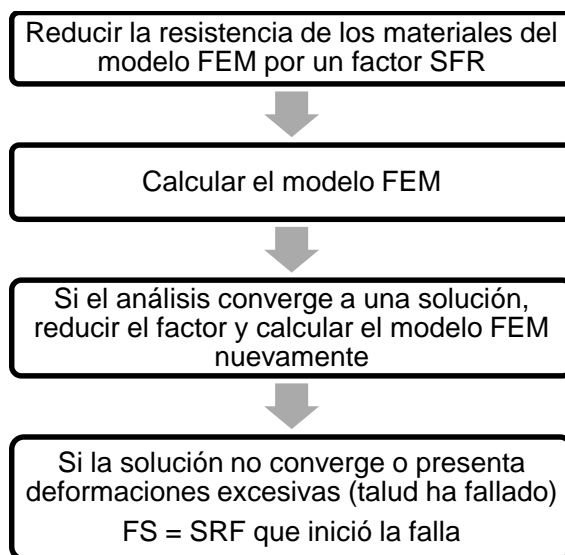 Reducir la resistencia de los materiales del
modelo FEM por un factor SFR
Calcular el modelo FEM
Si el análisis converge a una solución,
reducir el factor y calcular el modelo FEM
nuevamente
Si la solución no converge o presenta
deformaciones excesivas (talud ha fallado)
FS = SRF que inició la falla